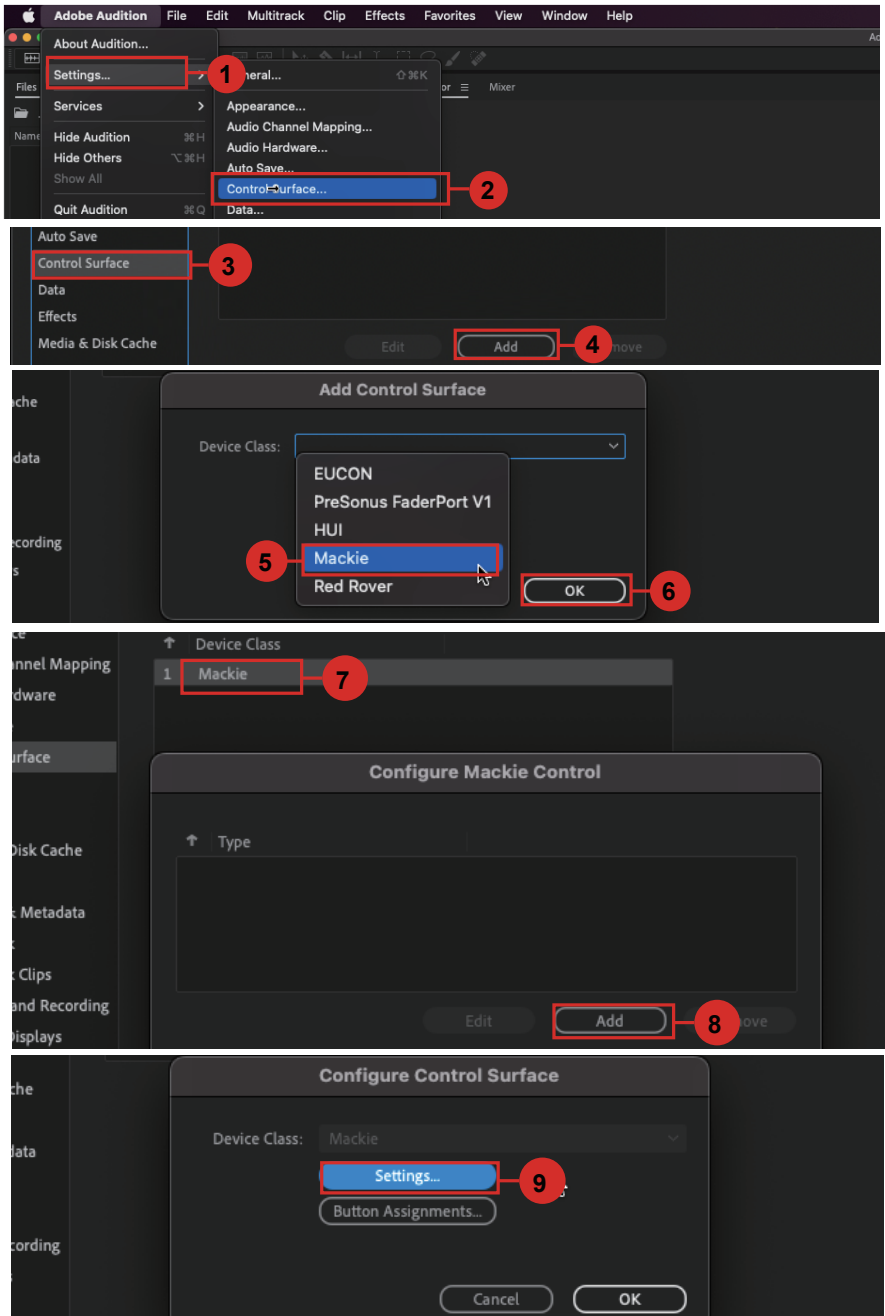 Adobe Audition File Edit Multitrack Clip Effects Favorites View Window Help
About Audition...
Settings... 1 General... ⇧⌘K
Files Mixer
Services Appearance...
Audio Channel Mapping...
Name Hide Audition ⌘H Audio Hardware...
Hide Others ⌥⌘H Auto Save...
Show All Control Surface... 2
Quit Audition ⌘Q Data...
Auto Save
Control Surface 3
Data
Effects
Media & Disk Cache Edit Add 4 move
Add Control Surface
ache
Device Class:
data
EUCON
PreSonus FaderPort V1
HUI
ecording
5 Mackie
s
Red Rover OK 6
Device Class
nnel Mapping
1 Mackie 7
dware
urface
Configure Mackie Control
Type
Disk Cache
& Metadata
k
k Clips
and Recording
Edit Add 8 ove
Displays
Configure Control Surface
che
Device Class: Mackie
data
Settings... 9
Button Assignments...
cording
Cancel OK